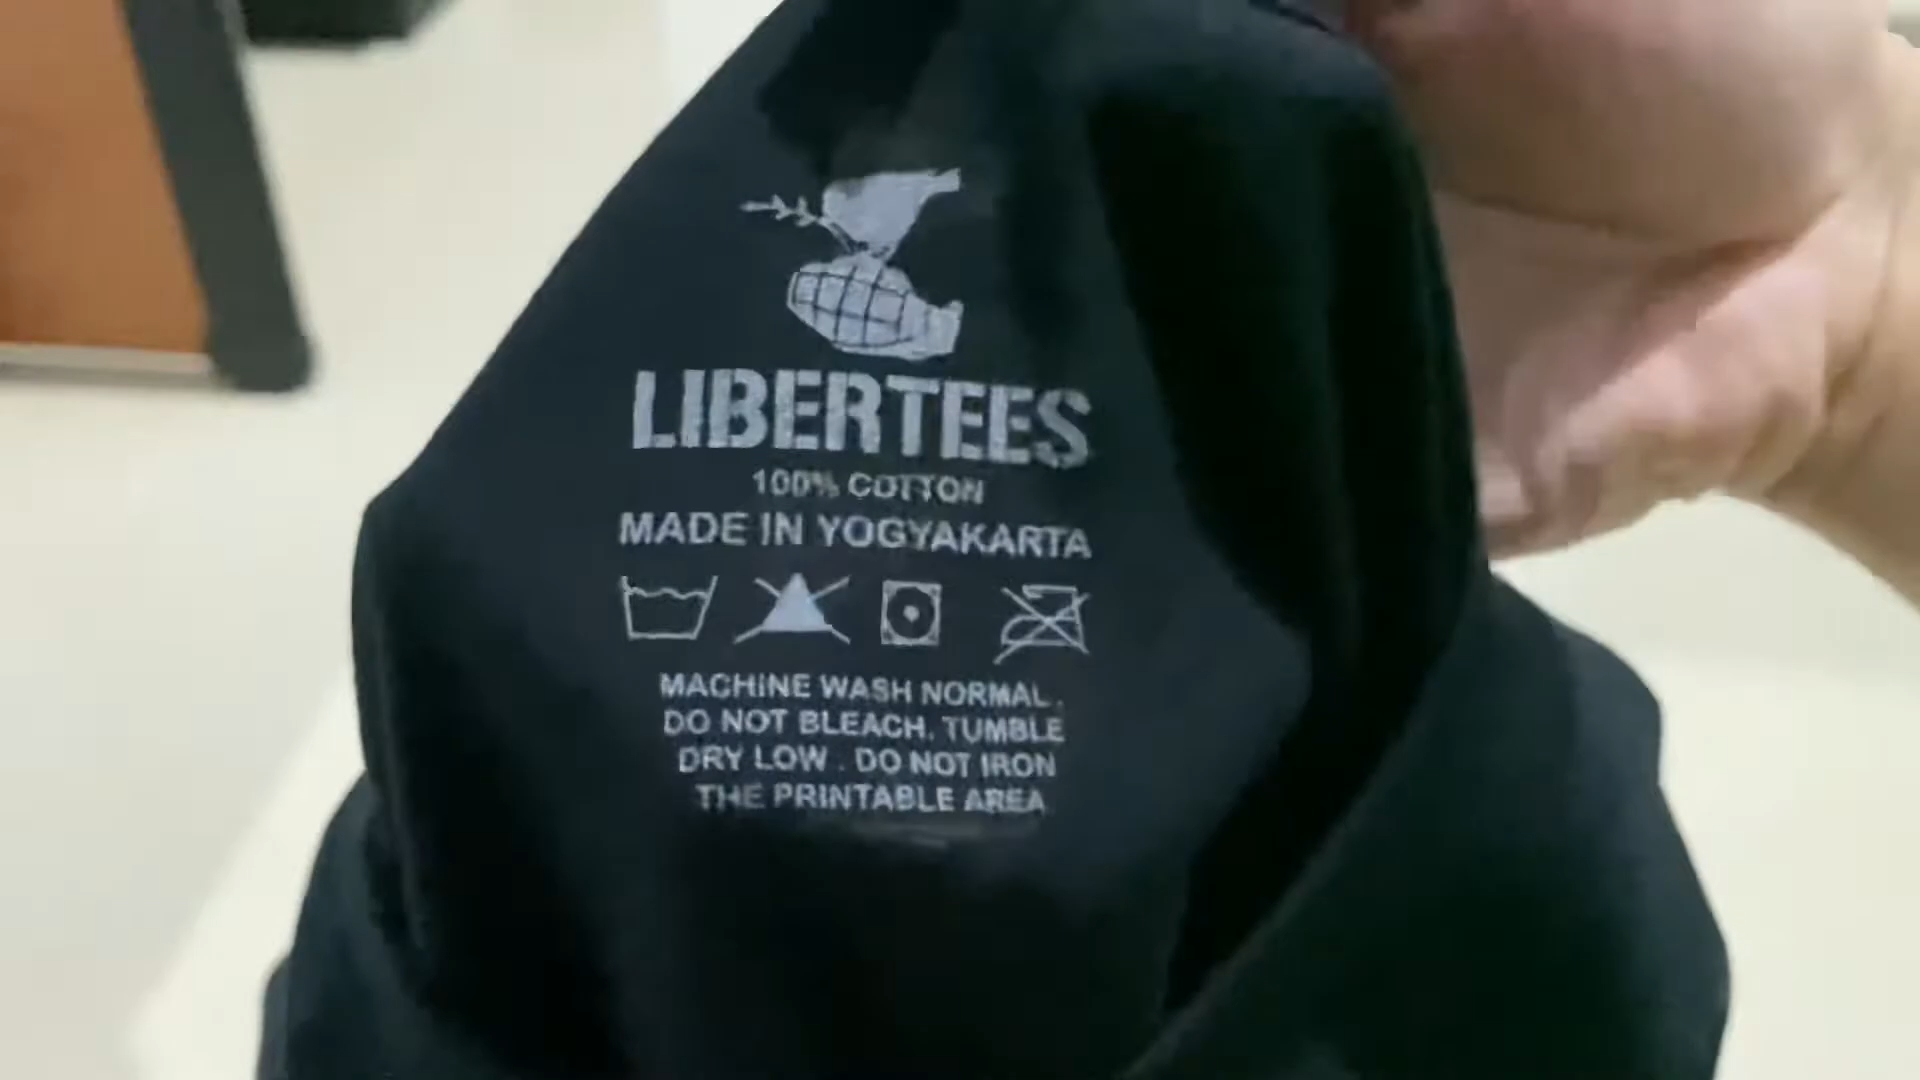 LIBERTEES
100% COTTON
MADE IN YOGYAKARTA
MACHINE WASH NORMAL .
DO NOT BLEACH. TUMBLE
DRY LOW . DO NOT IRON
THE PRINTABLE AREA